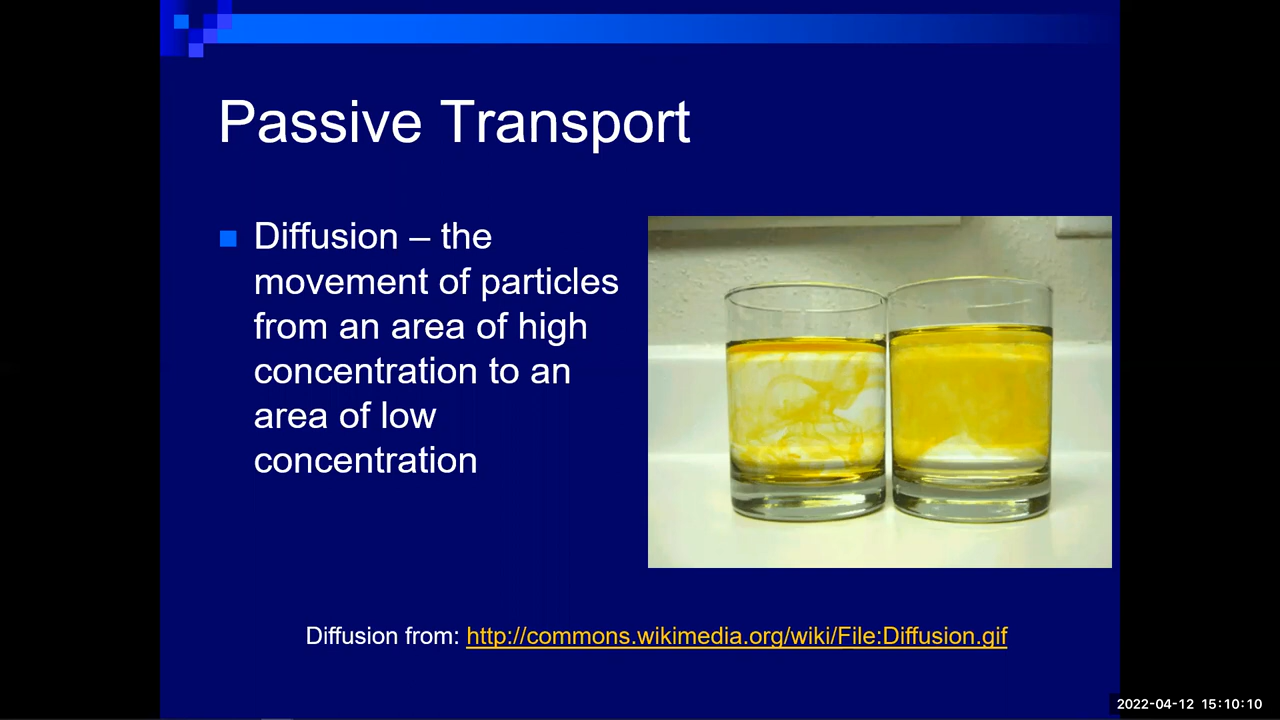 Passive Transport
Diffusion – the
movement of particles
from an area of high
concentration to an
area of low
concentration
Diffusion from: http://commons.wikimedia.org/wiki/File:Diffusion.gif
2022-04-12 15:10:10